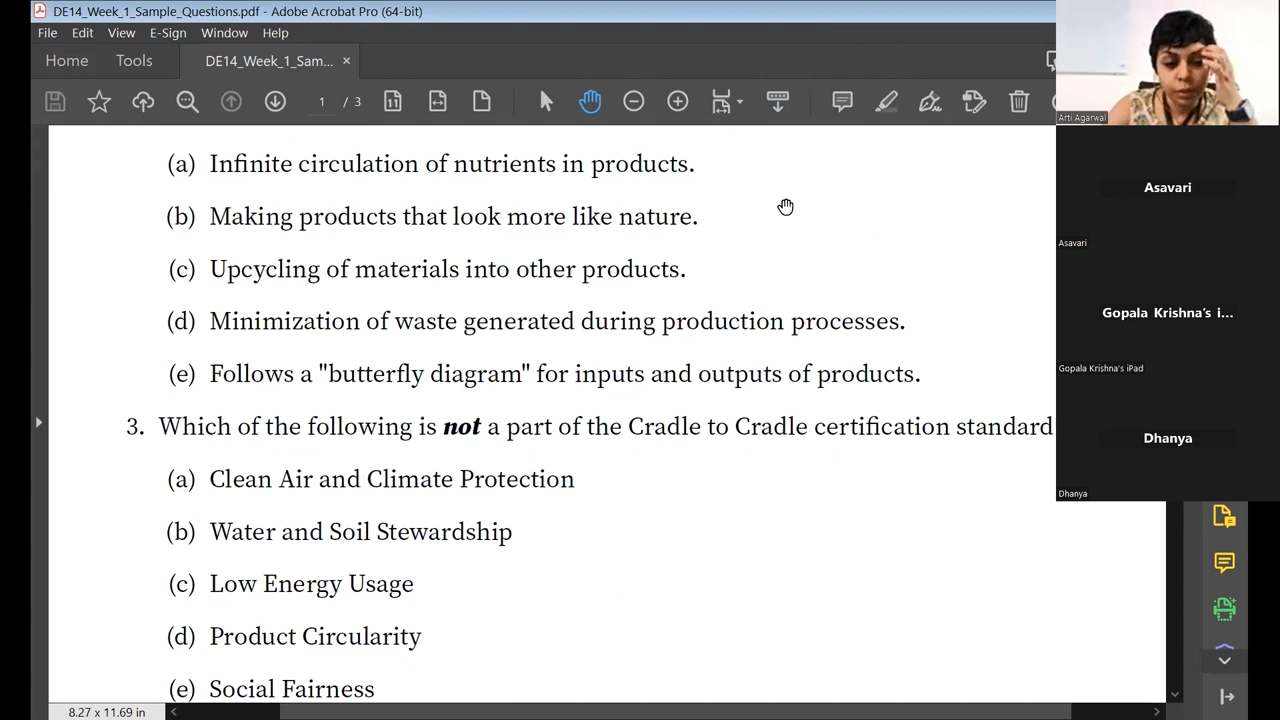 DE14_Week_1_Sample_Questions.pdf - Adobe Acrobat Pro (64-bit)
File Edit View E-Sign Window Help
Home Tools DE14_Week_1_Sam... ×
1 / 3
(a) Infinite circulation of nutrients in products.
(b) Making products that look more like nature.
(c) Upcycling of materials into other products.
(d) Minimization of waste generated during production processes.
(e) Follows a "butterfly diagram" for inputs and outputs of products.
3. Which of the following is not a part of the Cradle to Cradle certification standard
(a) Clean Air and Climate Protection
(b) Water and Soil Stewardship
(c) Low Energy Usage
(d) Product Circularity
(e) Social Fairness
8.27 x 11.69 in
Arti Agarwal
Asavari
Asavari
Gopala Krishna's i...
Gopala Krishna's iPad
Dhanya
Dhanya